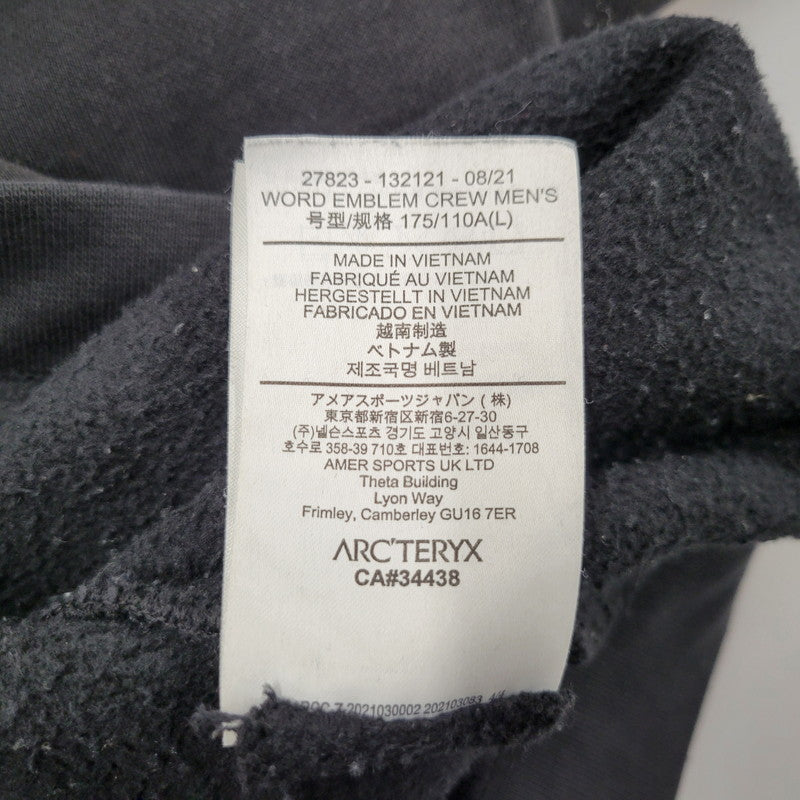 27823 - 132121 - 08/21
WORD EMBLEM CREW MEN'S
号型/规格 175/110A(L)
MADE IN VIETNAM
FABRIQUÉ AU VIETNAM
HERGESTELLT IN VIETNAM
FABRICADO EN VIETNAM
越南制造
ベトナム製
제조국명 베트남
アメアスポーツジャパン (株)
東京都新宿区新宿6-27-30
(주)넬슨스포츠 경기도 고양시 일산동구
호수로 358-39 710호 대표번호: 1644-1708
AMER SPORTS UK LTD
Theta Building
Lyon Way
Frimley, Camberley GU16 7ER
ARC'TERYX
CA#34438
2021030002 202103083 4/4